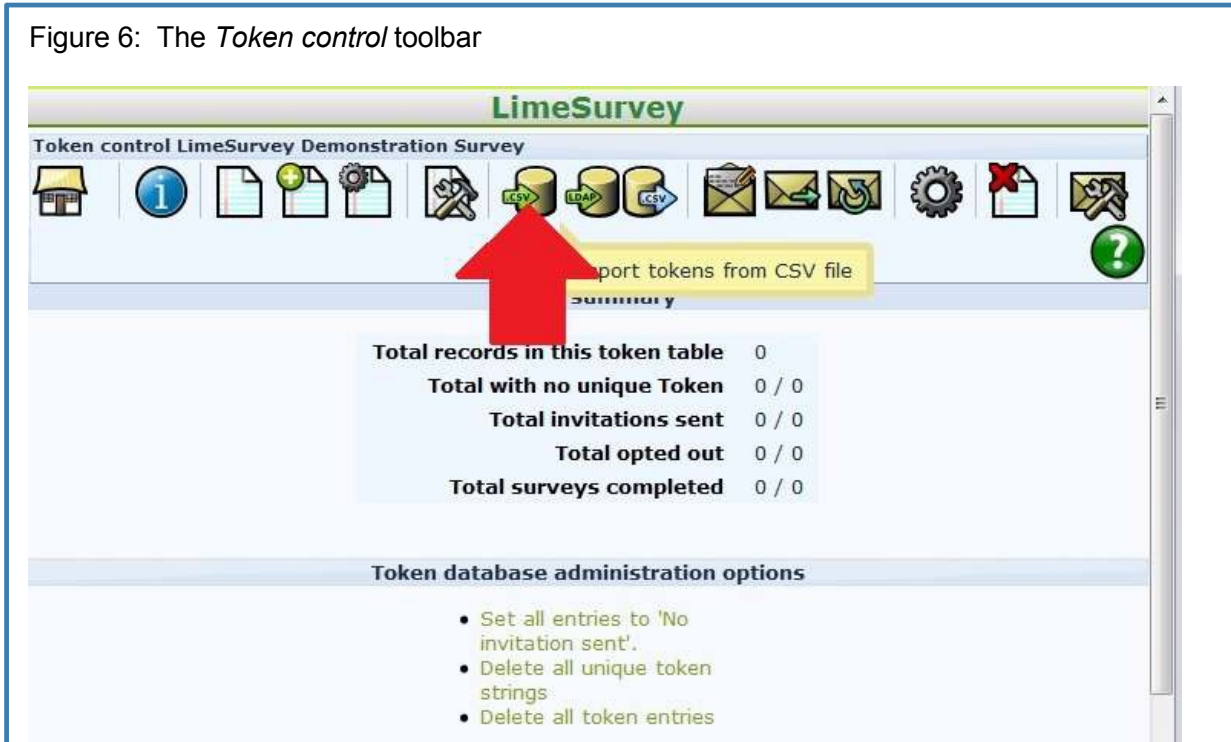 Figure 6: The Token control toolbar
LimeSurvey
Token control LimeSurvey Demonstration Survey
.CSV LDAP .CSV
?
port tokens from CSV file
summary
Total records in this token table 0
Total with no unique Token 0 / 0
Total invitations sent 0 / 0
Total opted out 0 / 0
Total surveys completed 0 / 0
Token database administration options
• Set all entries to 'No
invitation sent'.
• Delete all unique token
strings
• Delete all token entries